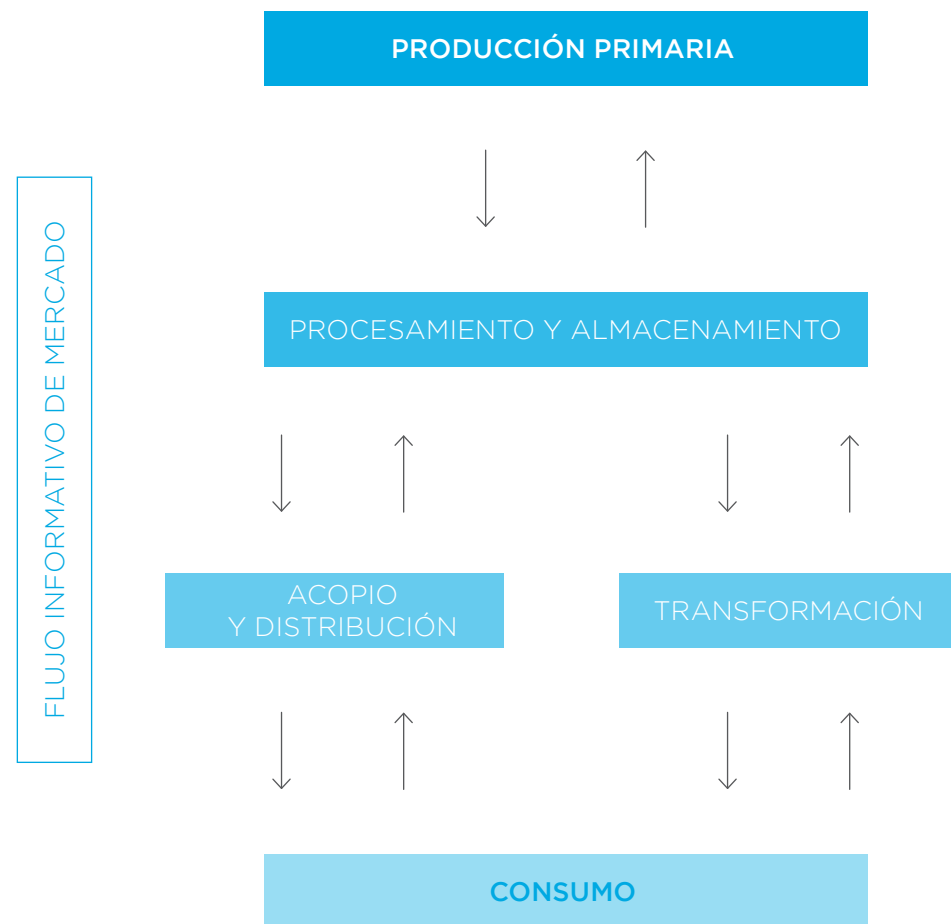 PRODUCCIÓN PRIMARIA
FLUJO INFORMATIVO DE MERCADO
PROCESAMIENTO Y ALMACENAMIENTO
ACOPIO
Y DISTRIBUCIÓN
TRANSFORMACIÓN
CONSUMO